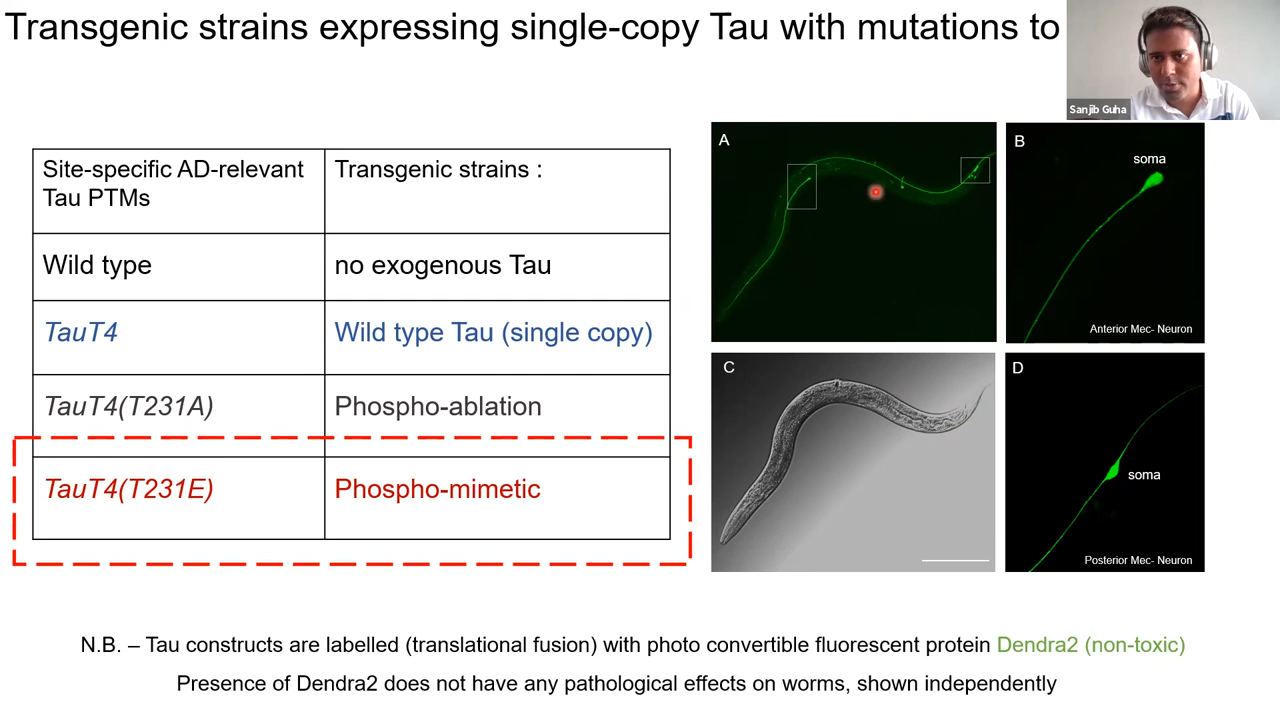 Transgenic strains expressing single-copy Tau with mutations to
Sanjib Guha
Site-specific AD-relevant
Tau PTMs
Transgenic strains :
Wild type
no exogenous Tau
TauT4
Wild type Tau (single copy)
TauT4(T231A)
Phospho-ablation
TauT4(T231E)
Phospho-mimetic
A
B
soma
Anterior Mec- Neuron
C
D
soma
Posterior Mec- Neuron
N.B. – Tau constructs are labelled (translational fusion) with photo convertible fluorescent protein Dendra2 (non-toxic)
Presence of Dendra2 does not have any pathological effects on worms, shown independently